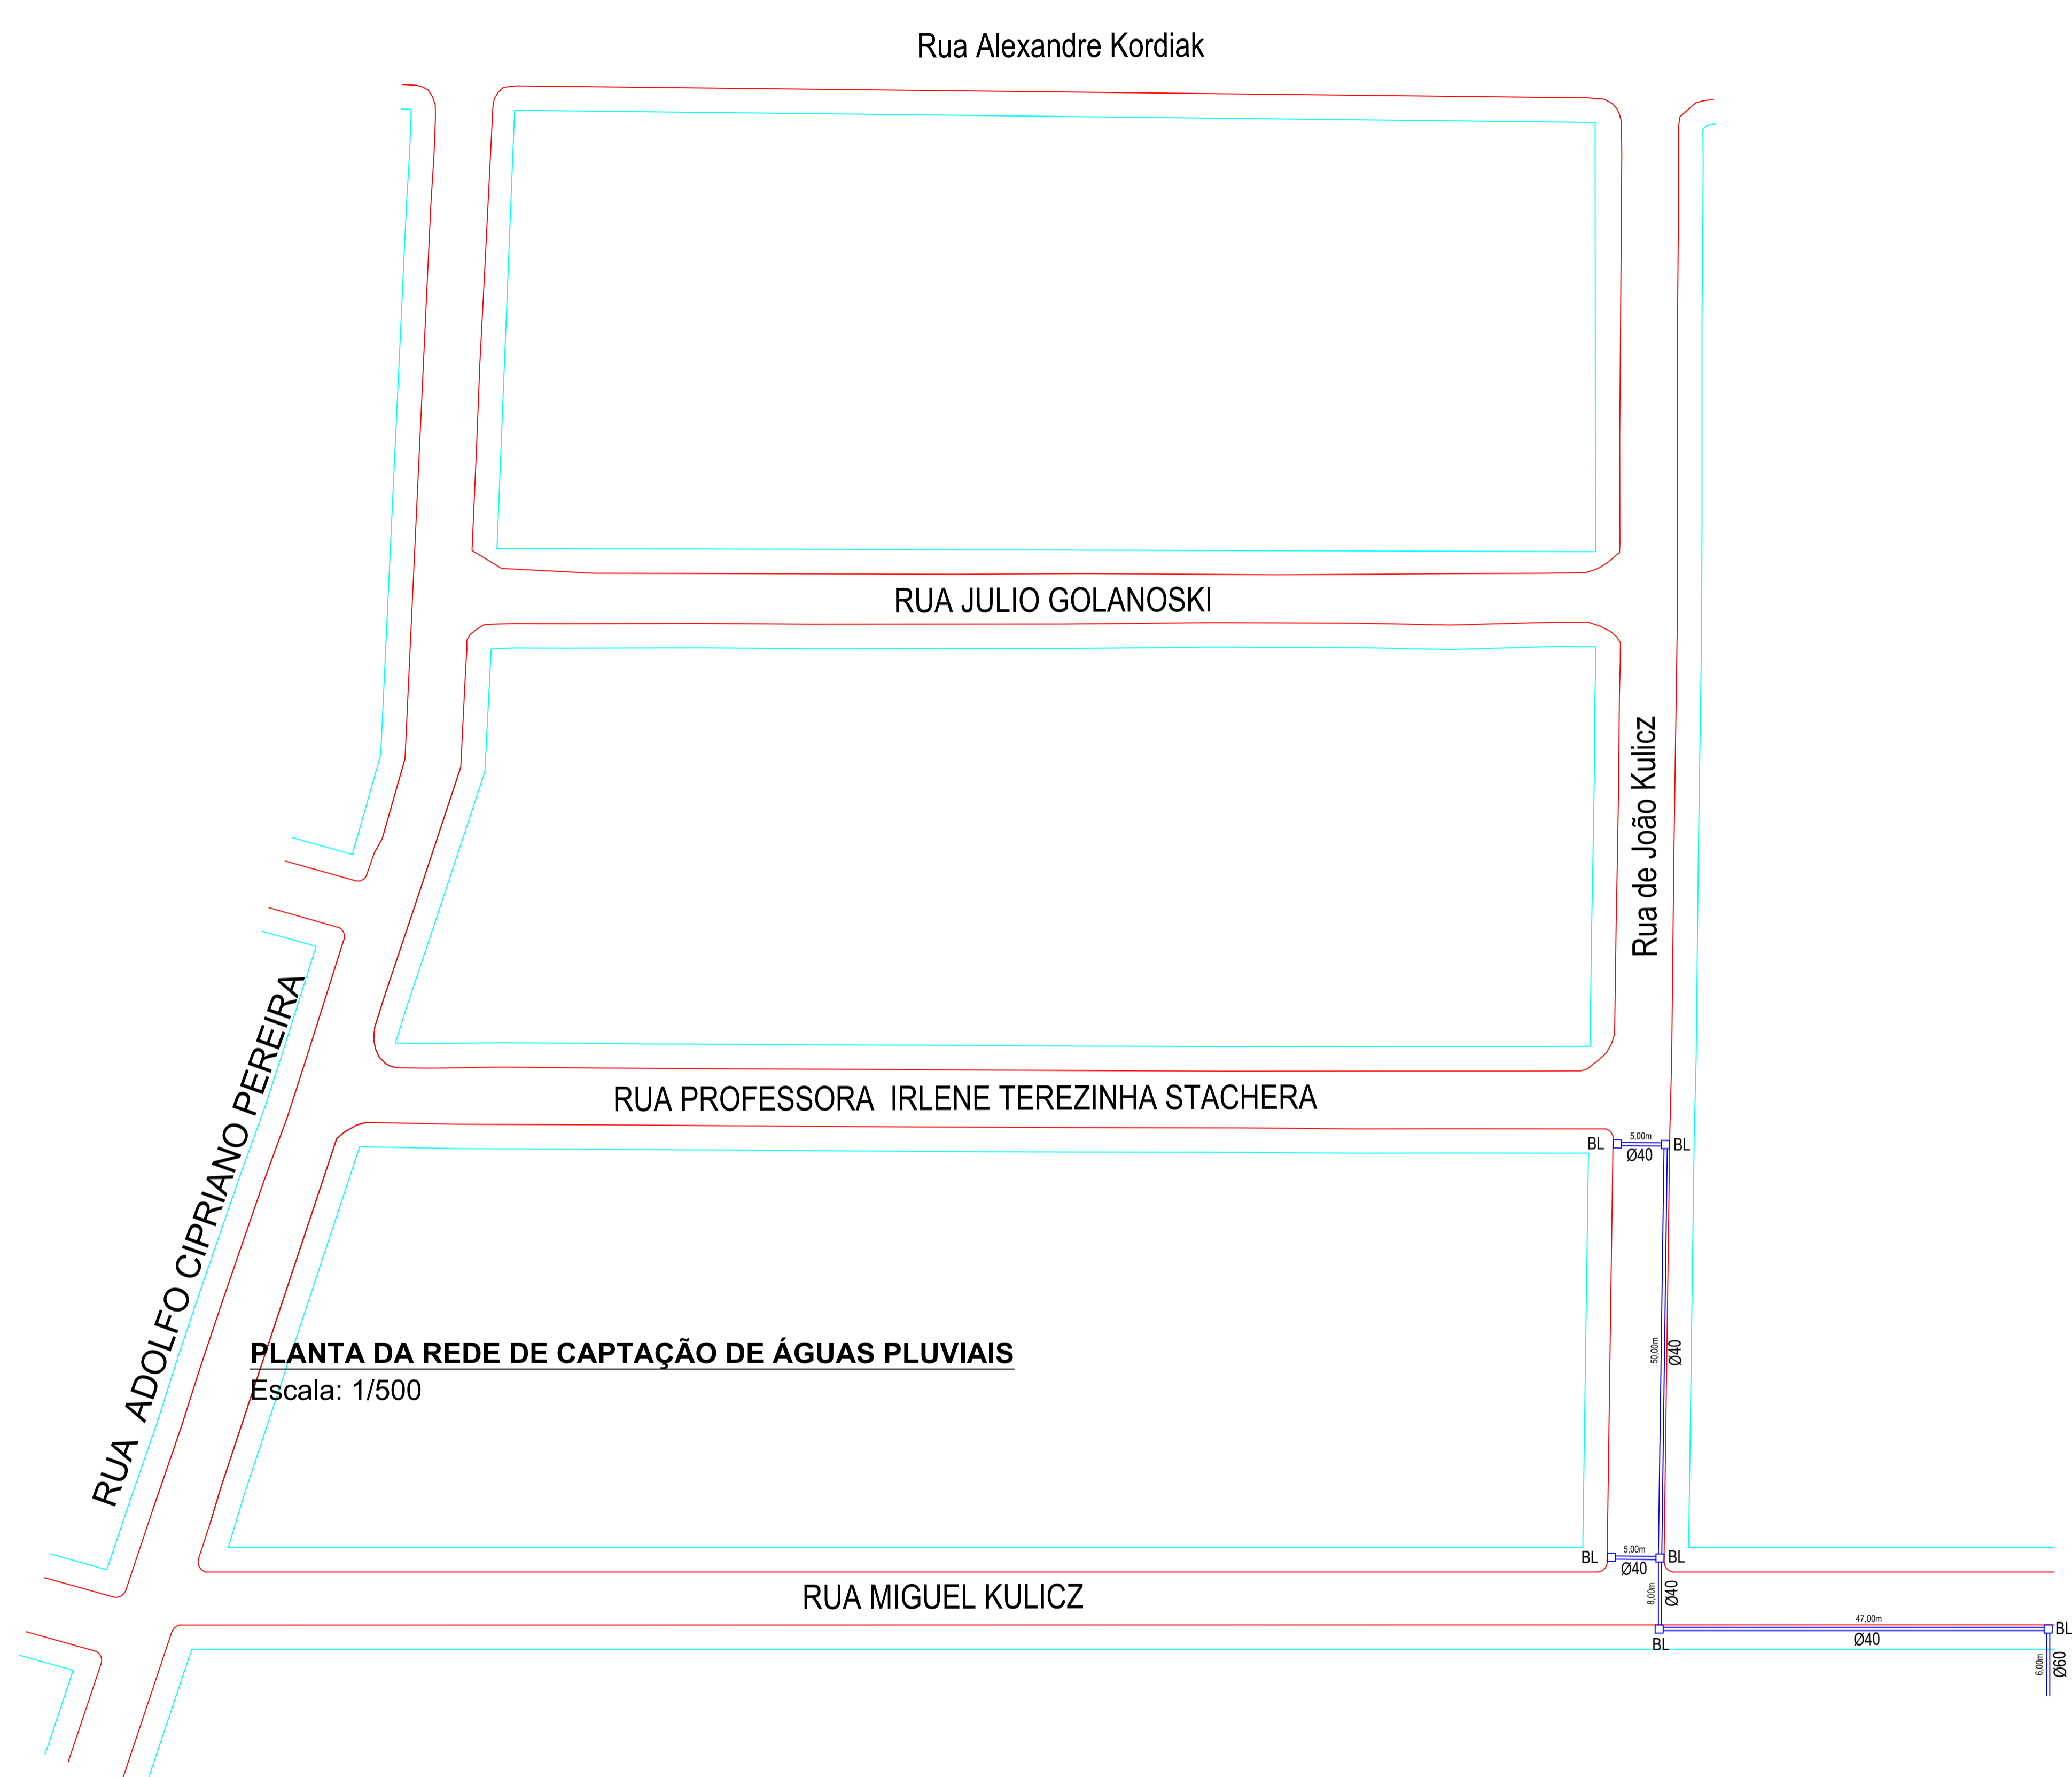 Rua Alexandre Kordiak
RUA JULIO GOLANOSKI
Rua de João Kulicz
RUA ADOLFO CIPRIANO PEREIRA
RUA PROFESSORA IRLENE TEREZINHA STACHERA
BL
5,00m
Ø40
BL
50,00m
Ø40
PLANTA DA REDE DE CAPTAÇÃO DE ÁGUAS PLUVIAIS
Escala: 1/500
BL
5,00m
Ø40
BL
RUA MIGUEL KULICZ
8,00m
Ø40
BL
47,00m
Ø40
BL
6,00m
Ø60